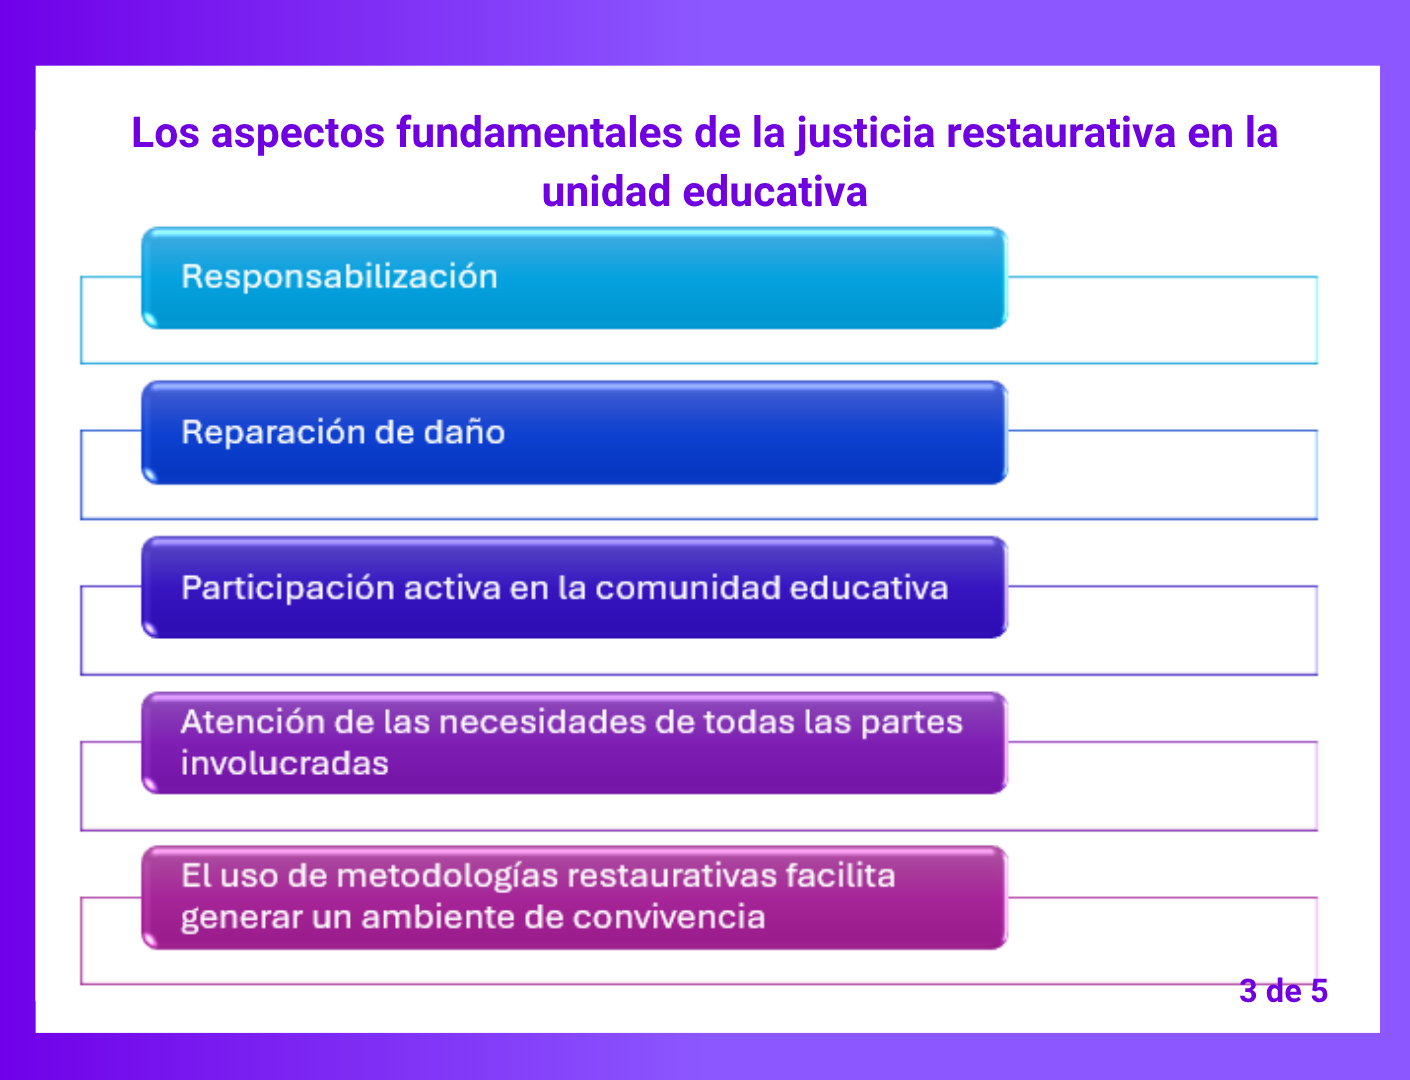 Los aspectos fundamentales de la justicia restaurativa en la
unidad educativa
Responsabilización
Reparación de daño
Participación activa en la comunidad educativa
Atención de las necesidades de todas las partes
involucradas
El uso de metodologías restaurativas facilita
generar un ambiente de convivencia
3 de 5